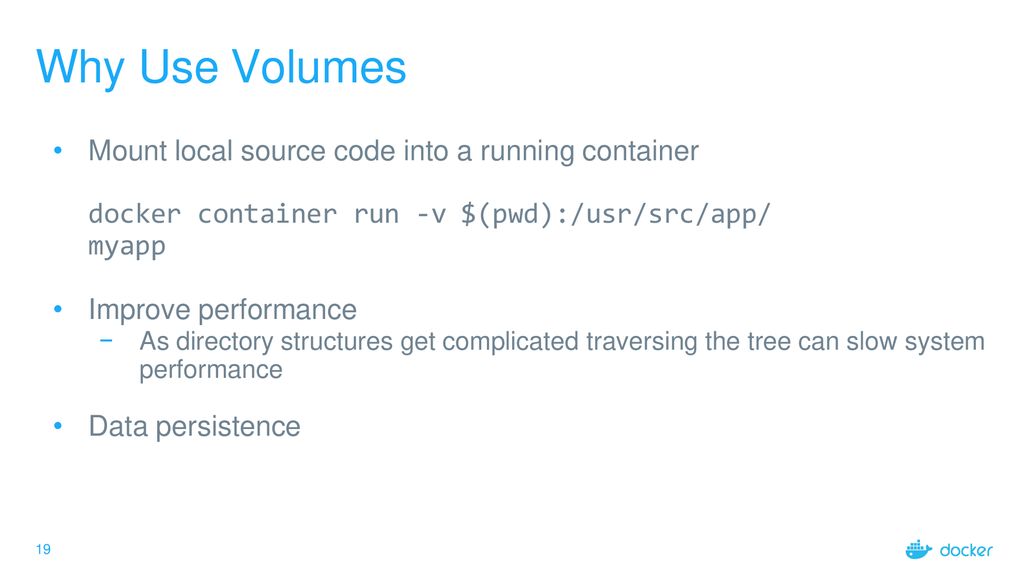 Why Use Volumes
• Mount local source code into a running container
docker container run -v $(pwd):/usr/src/app/
myapp
• Improve performance
− As directory structures get complicated traversing the tree can slow system
performance
• Data persistence
19
docker